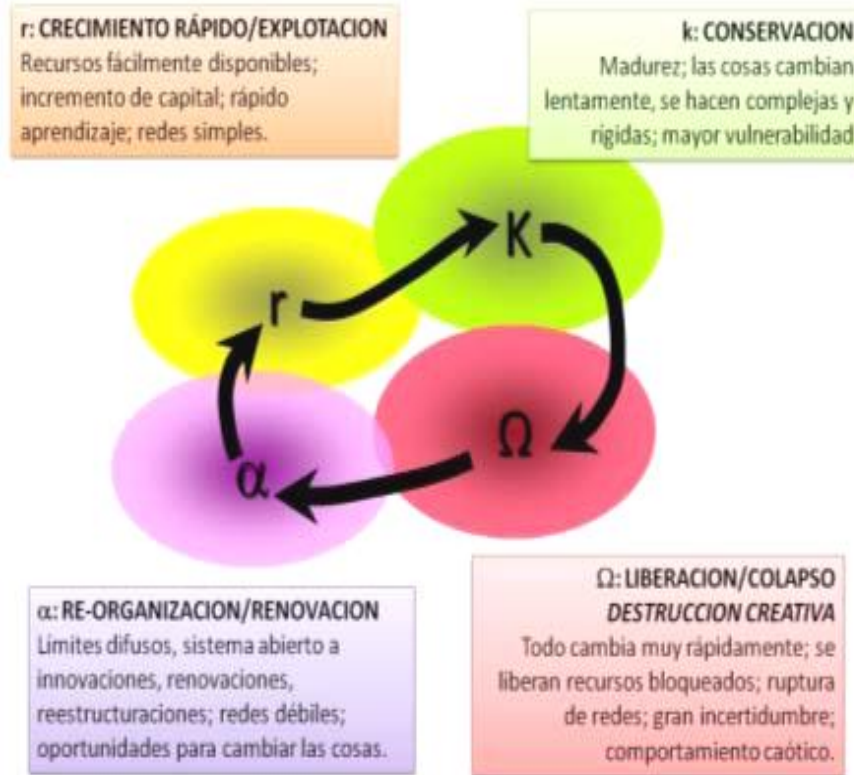 r: CRECIMIENTO RÁPIDO/EXPLOTACION
Recursos fácilmente disponibles;
incremento de capital; rápido
aprendizaje; redes simples.
k: CONSERVACION
Madurez; las cosas cambian
lentamente, se hacen complejas y
rigidas; mayor vulnerabilidad
r
K
α
Ω
α: RE-ORGANIZACION/RENOVACION
Limites difusos, sistema abierto a
innovaciones, renovaciones,
reestructuraciones; redes débiles;
oportunidades para cambiar las cosas.
Ω: LIBERACION/COLAPSO
DESTRUCCION CREATIVA
Todo cambia muy rápidamente; se
liberan recursos bloqueados; ruptura
de redes; gran incertidumbre;
comportamiento caótico.